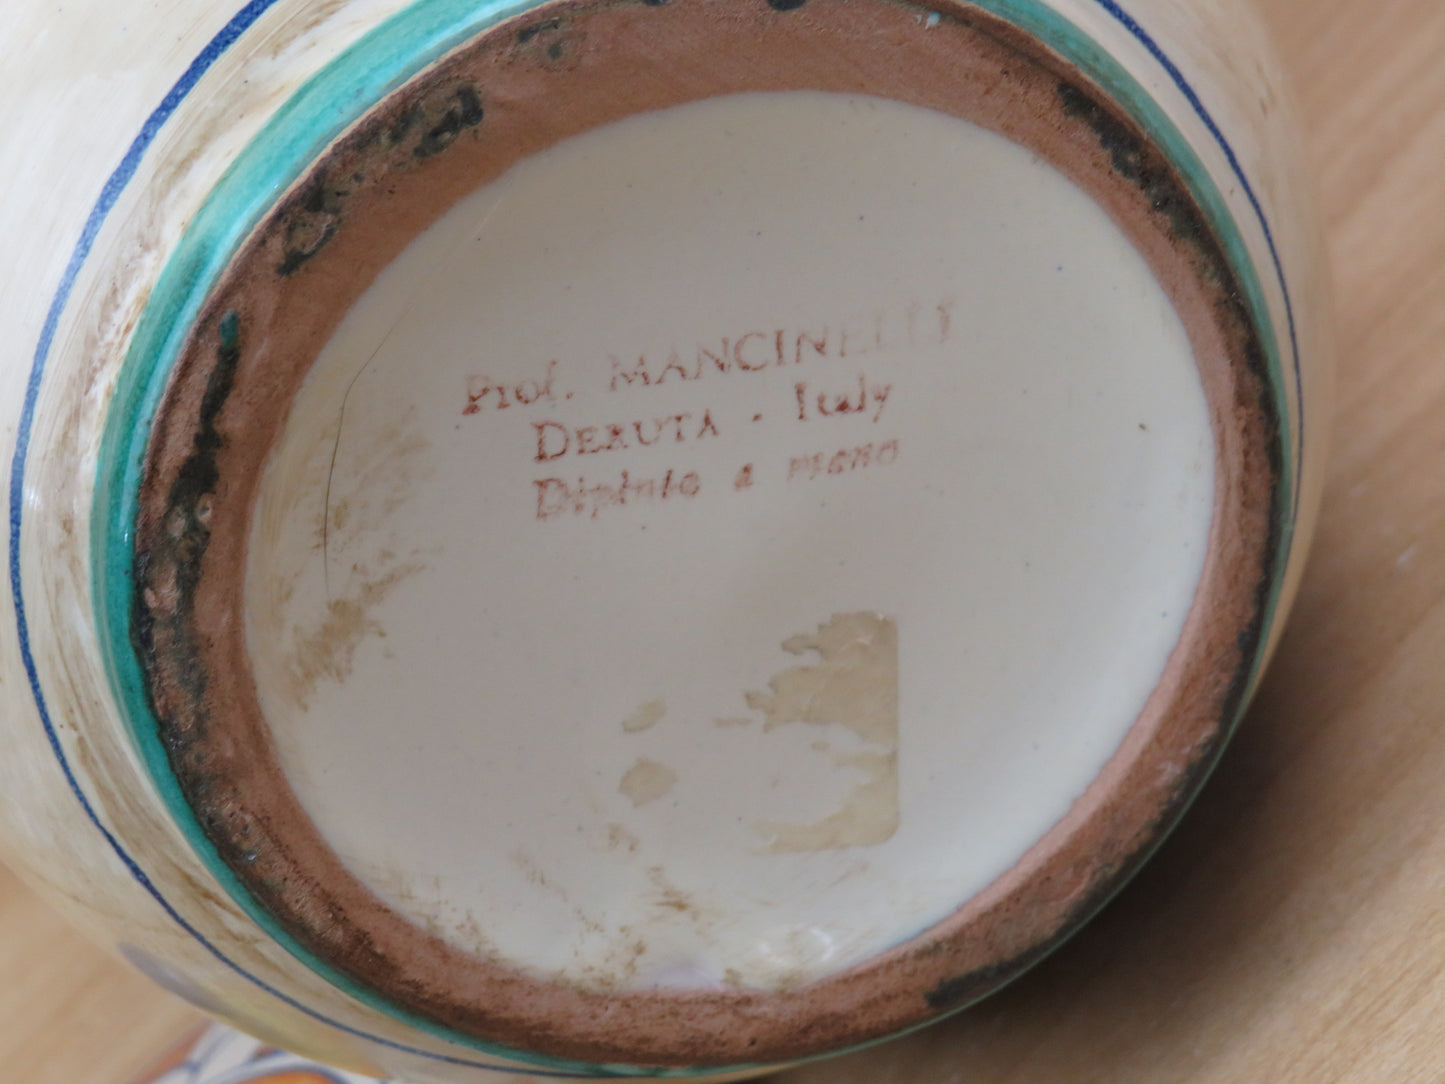 Prof. MANCINELLI
DERUTA · Italy
Dipinto a mano